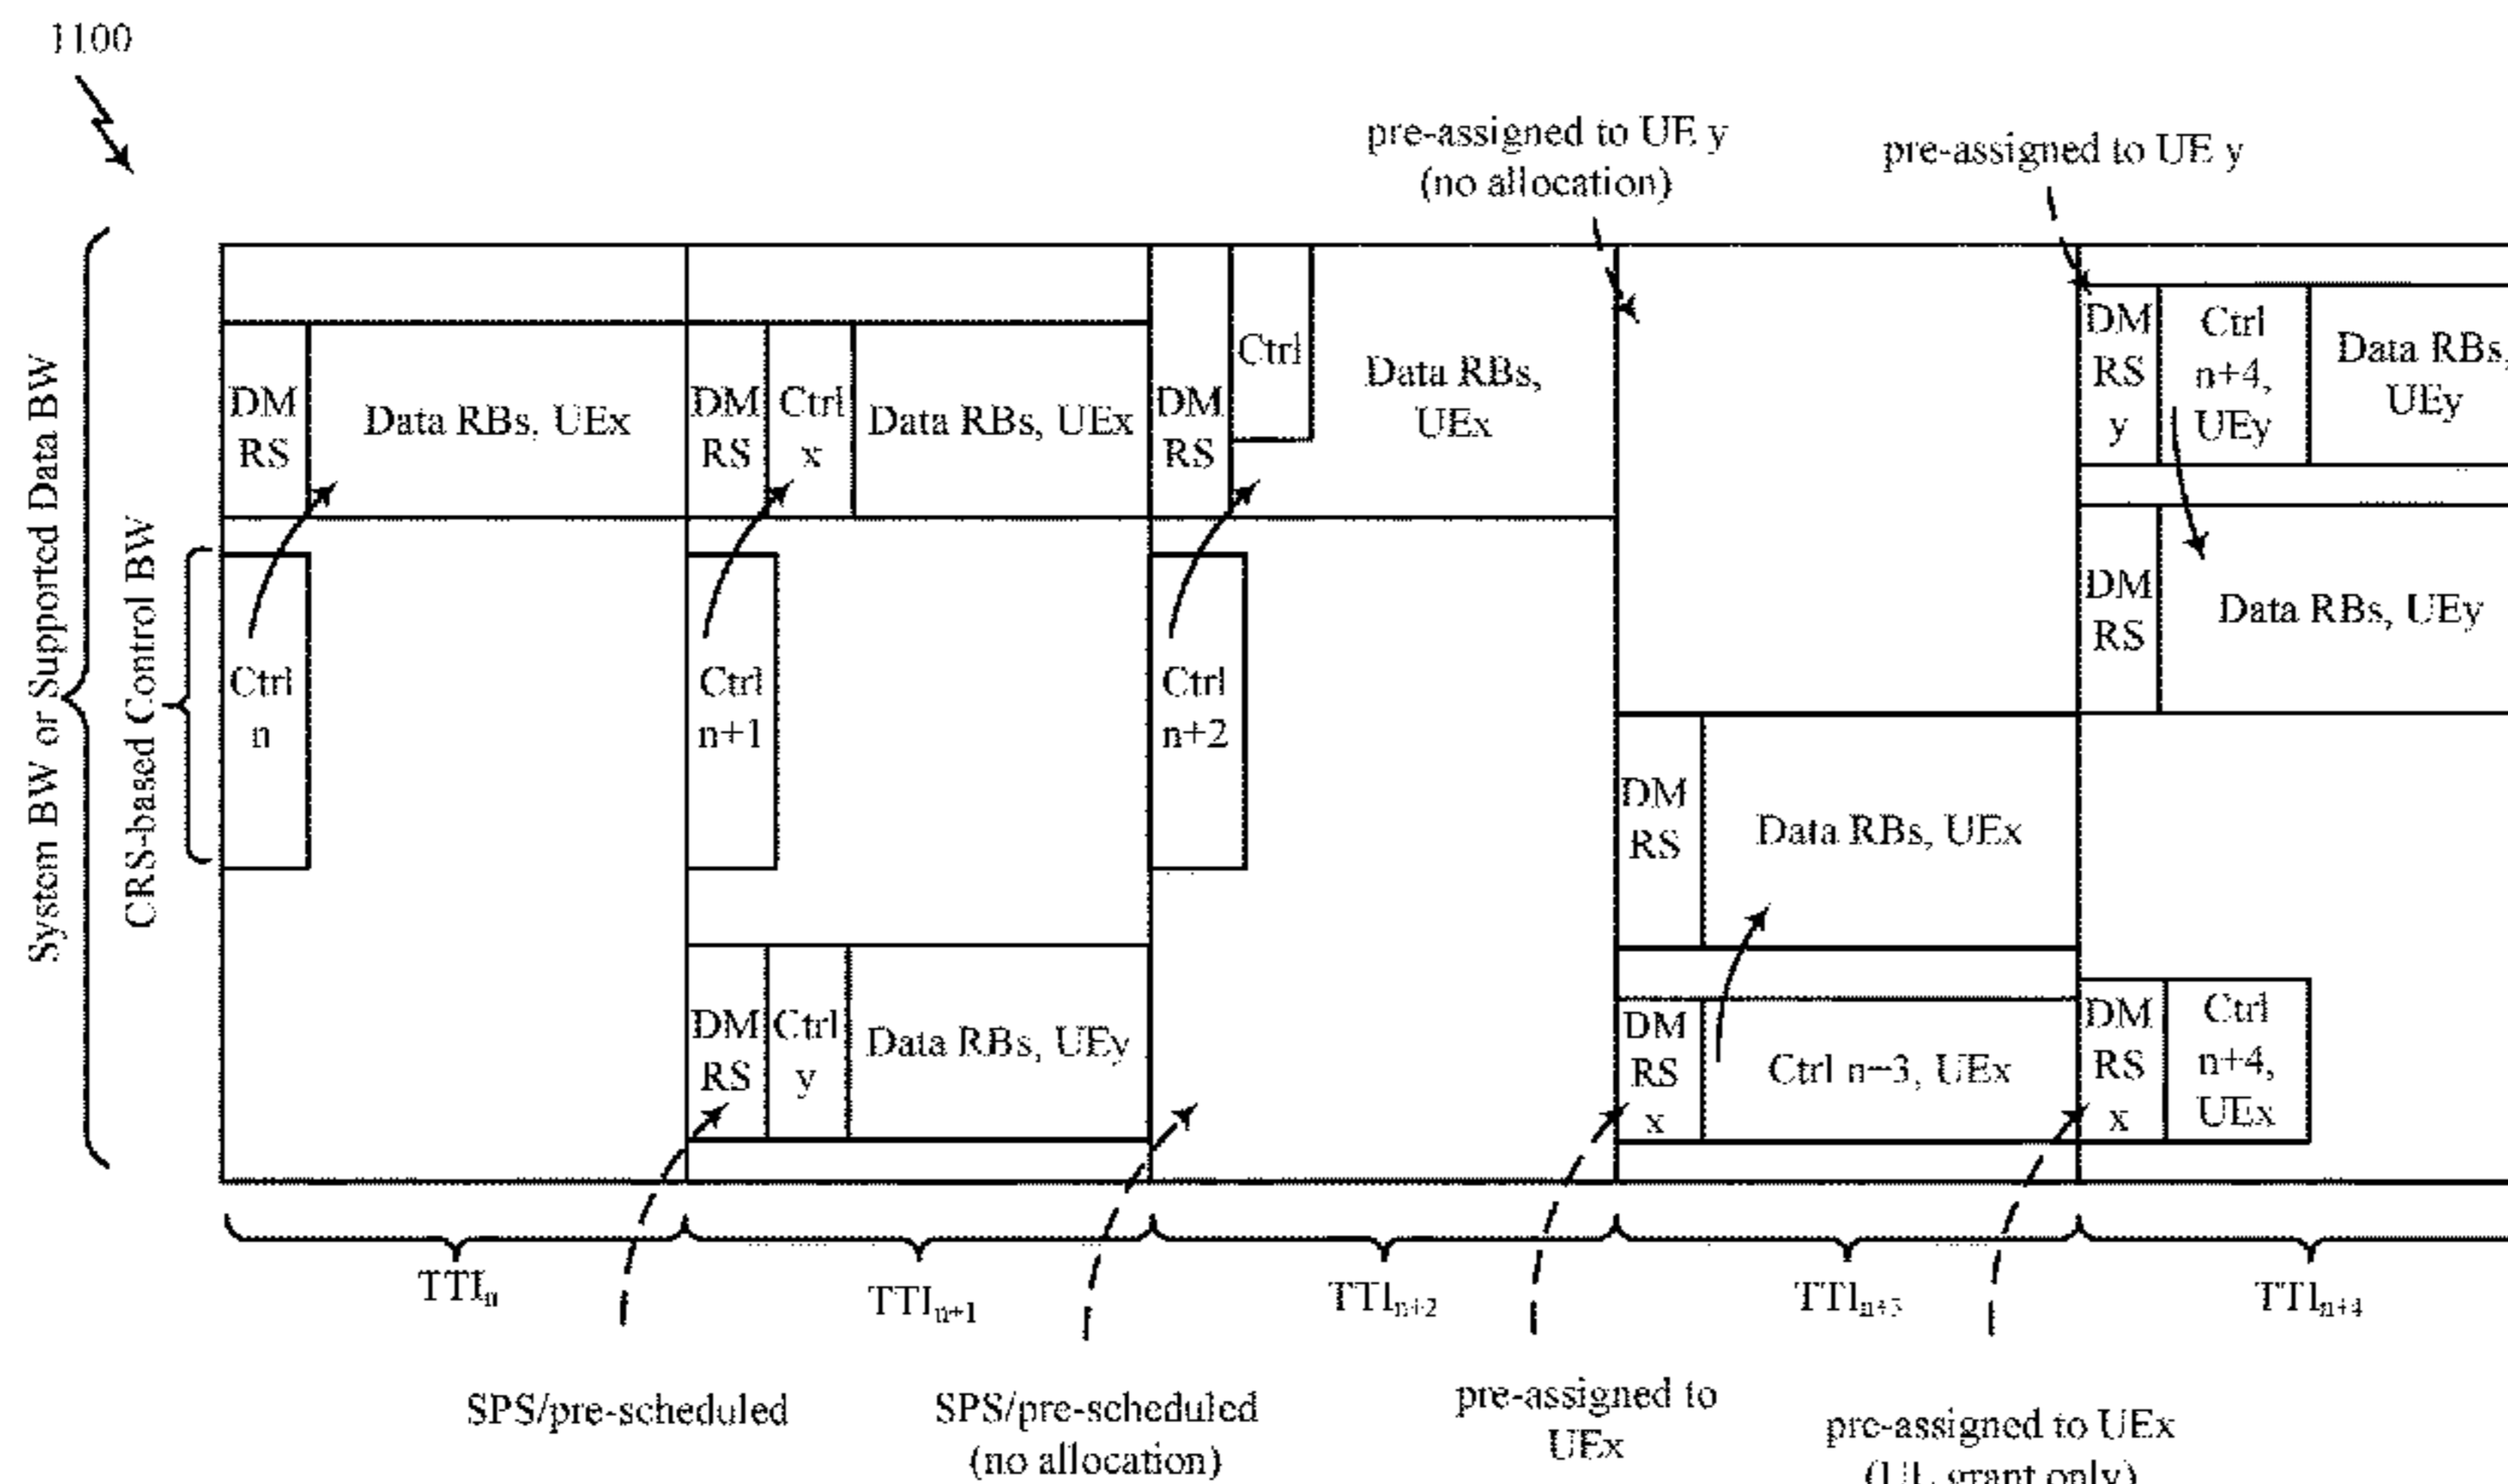 1100
pre-assigned to UE y
(no allocation)
pre-assigned to UE y
System BW or Supported Data BW
CRS-based Control BW
DM
RS
Data RBs, UEx
DM
RS
Ctrl
x
Data RBs, UEx
DM
RS
Ctrl
Data RBs,
UEx
DM
RS
y
Ctrl
n+4,
UEy
Data RBs,
UEy
DM
RS
Data RBs, UEy
Ctrl
n
Ctrl
n+1
Ctrl
n+2
DM
RS
Data RBs, UEx
DM
RS
Ctrl
y
Data RBs, UEy
DM
RS
x
Ctrl n+3, UEx
DM
RS
x
Ctrl
n+4,
UEx
TTIn
TTIn+1
TTIn+2
TTIn+3
TTIn+4
SPS/pre-scheduled
SPS/pre-scheduled
(no allocation)
pre-assigned to
UEx
pre-assigned to UEx
(UL grant only)